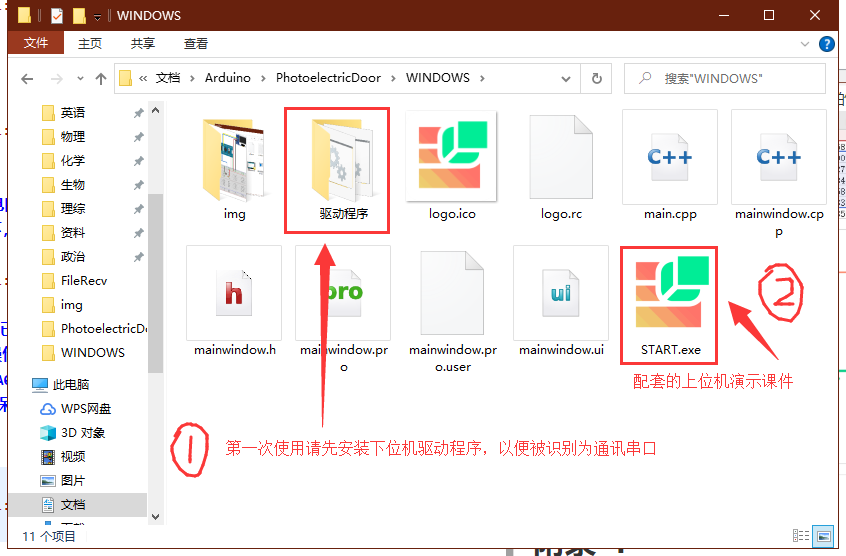 WINDOWS
文件 主页 共享 查看
« 文档 › Arduino › PhotoelectricDoor › WINDOWS ›
搜索"WINDOWS"
英语
物理
化学
生物
理综
资料
政治
FileRecv
img
PhotoelectricDo
WINDOWS
此电脑
WPS网盘
3D 对象
视频
图片
文档
img
驱动程序
logo.ico
logo.rc
C++
main.cpp
C++
mainwindow.cp
p
h
mainwindow.h
pro
mainwindow.pr
o
mainwindow.pr
o.user
ui
mainwindow.ui
START.exe
②
配套的上位机演示课件
① 第一次使用请先安装下位机驱动程序，以便被识别为通讯串口
11 个项目